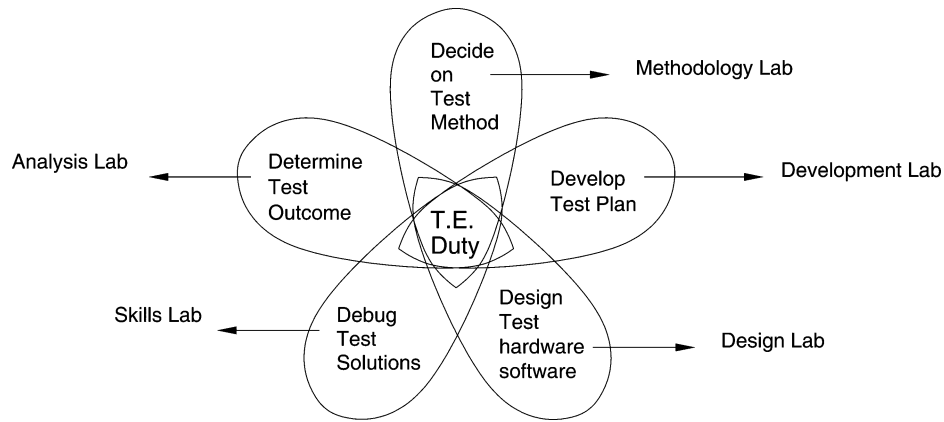 Decide
on
Test
Method
Methodology Lab
Analysis Lab
Determine
Test
Outcome
Develop
Test Plan
Development Lab
T.E.
Duty
Skills Lab
Debug
Test
Solutions
Design
Test
hardware
software
Design Lab